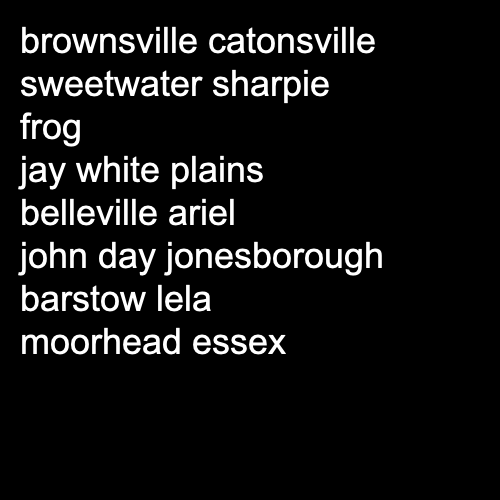 brownsville catonsville
sweetwater sharpie
frog
jay white plains
belleville ariel
john day jonesborough
barstow lela
moorhead essex